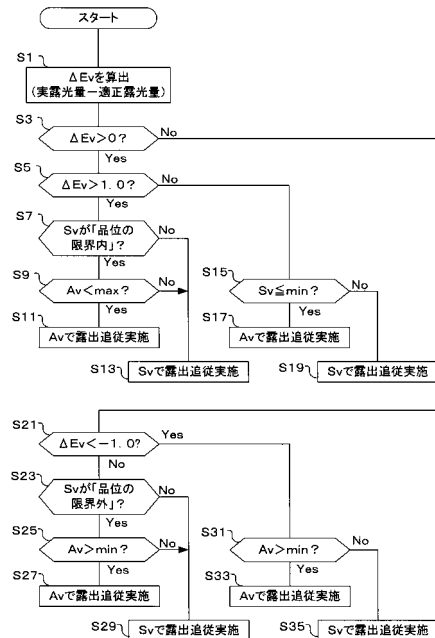 スタート
S1
ΔEvを算出
(実露光量－適正露光量)
S3
ΔEv>0?
No
Yes
S5
ΔEv>1.0?
No
Yes
S7
Svが「品位の
限界内」?
No
Yes
S9
Av<max?
No
Yes
S11
Avで露出追従実施
S13
Svで露出追従実施
S15
Sv≦min?
No
Yes
S17
Avで露出追従実施
S19
Svで露出追従実施
S21
ΔEv<－1.0?
Yes
No
S23
Svが「品位の
限界外」?
No
Yes
S25
Av>min?
No
Yes
S27
Avで露出追従実施
S29
Svで露出追従実施
S31
Av>min?
No
Yes
S33
Avで露出追従実施
S35
Svで露出追従実施